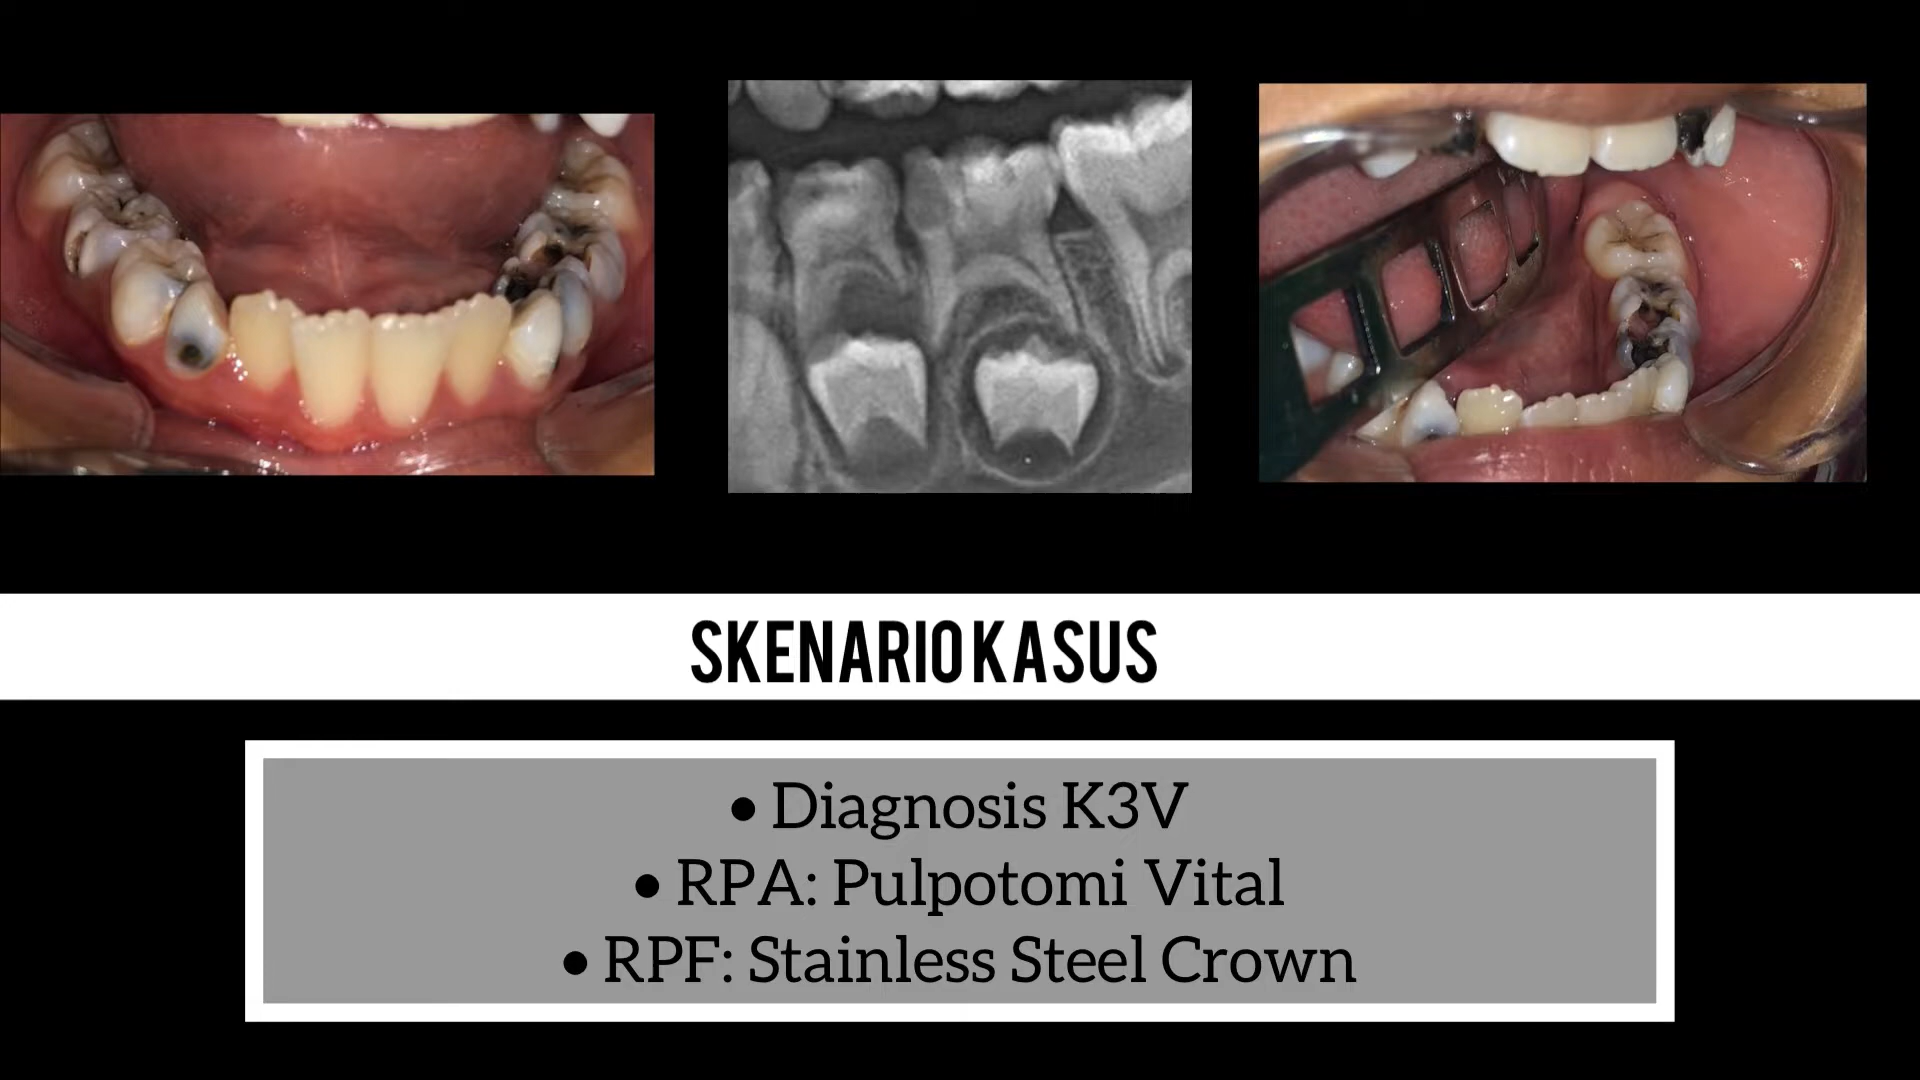 SKENARIO KASUS
• Diagnosis K3V
• RPA: Pulpotomi Vital
• RPF: Stainless Steel Crown